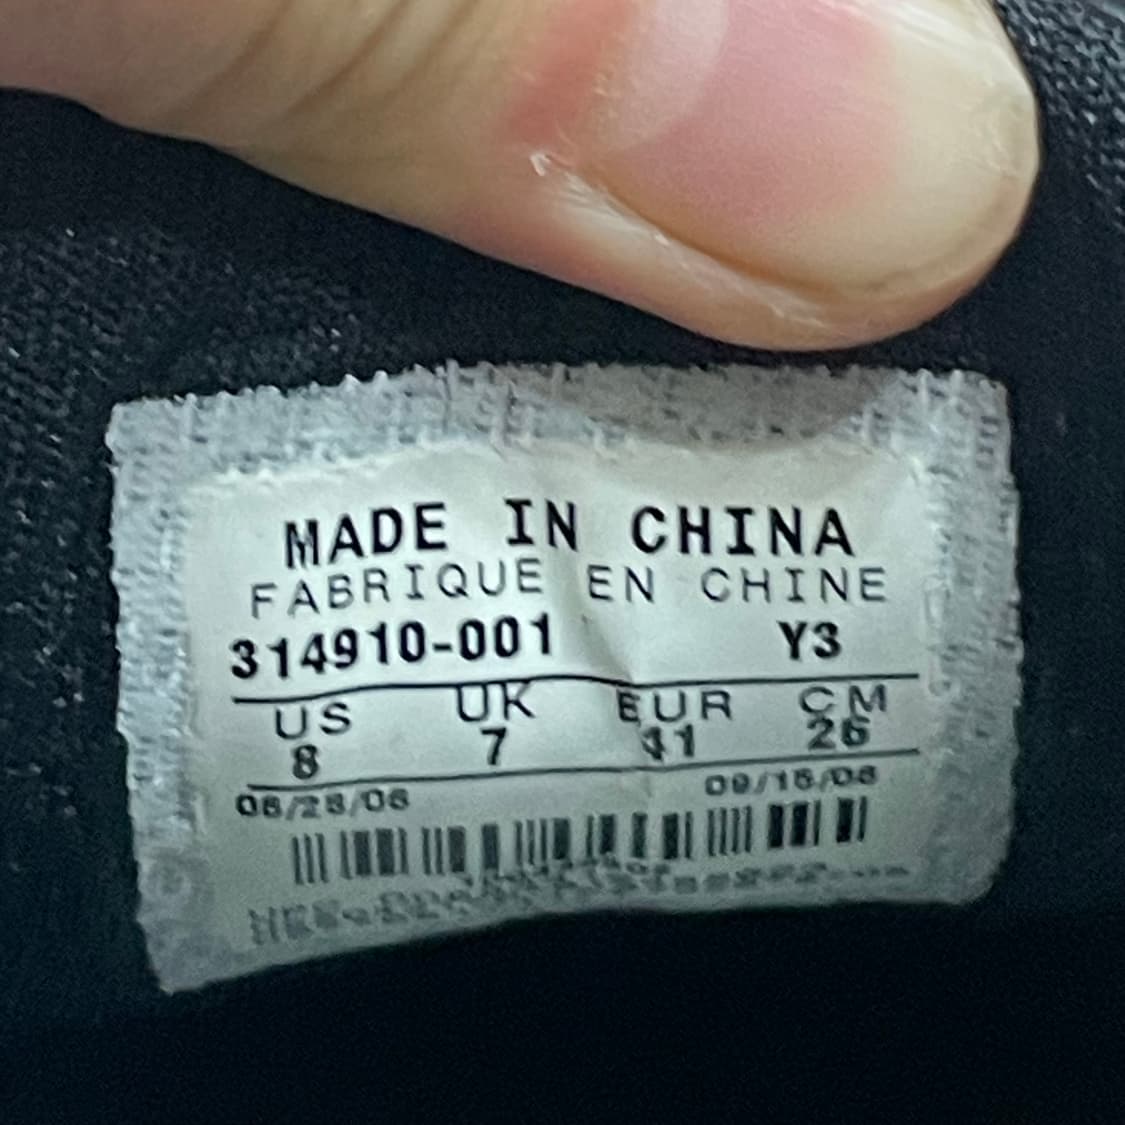 MADE IN CHINA
FABRIQUE EN CHINE
314910-001 Y3
US UK EUR CM
8 7 41 26
06/28/06 09/15/06